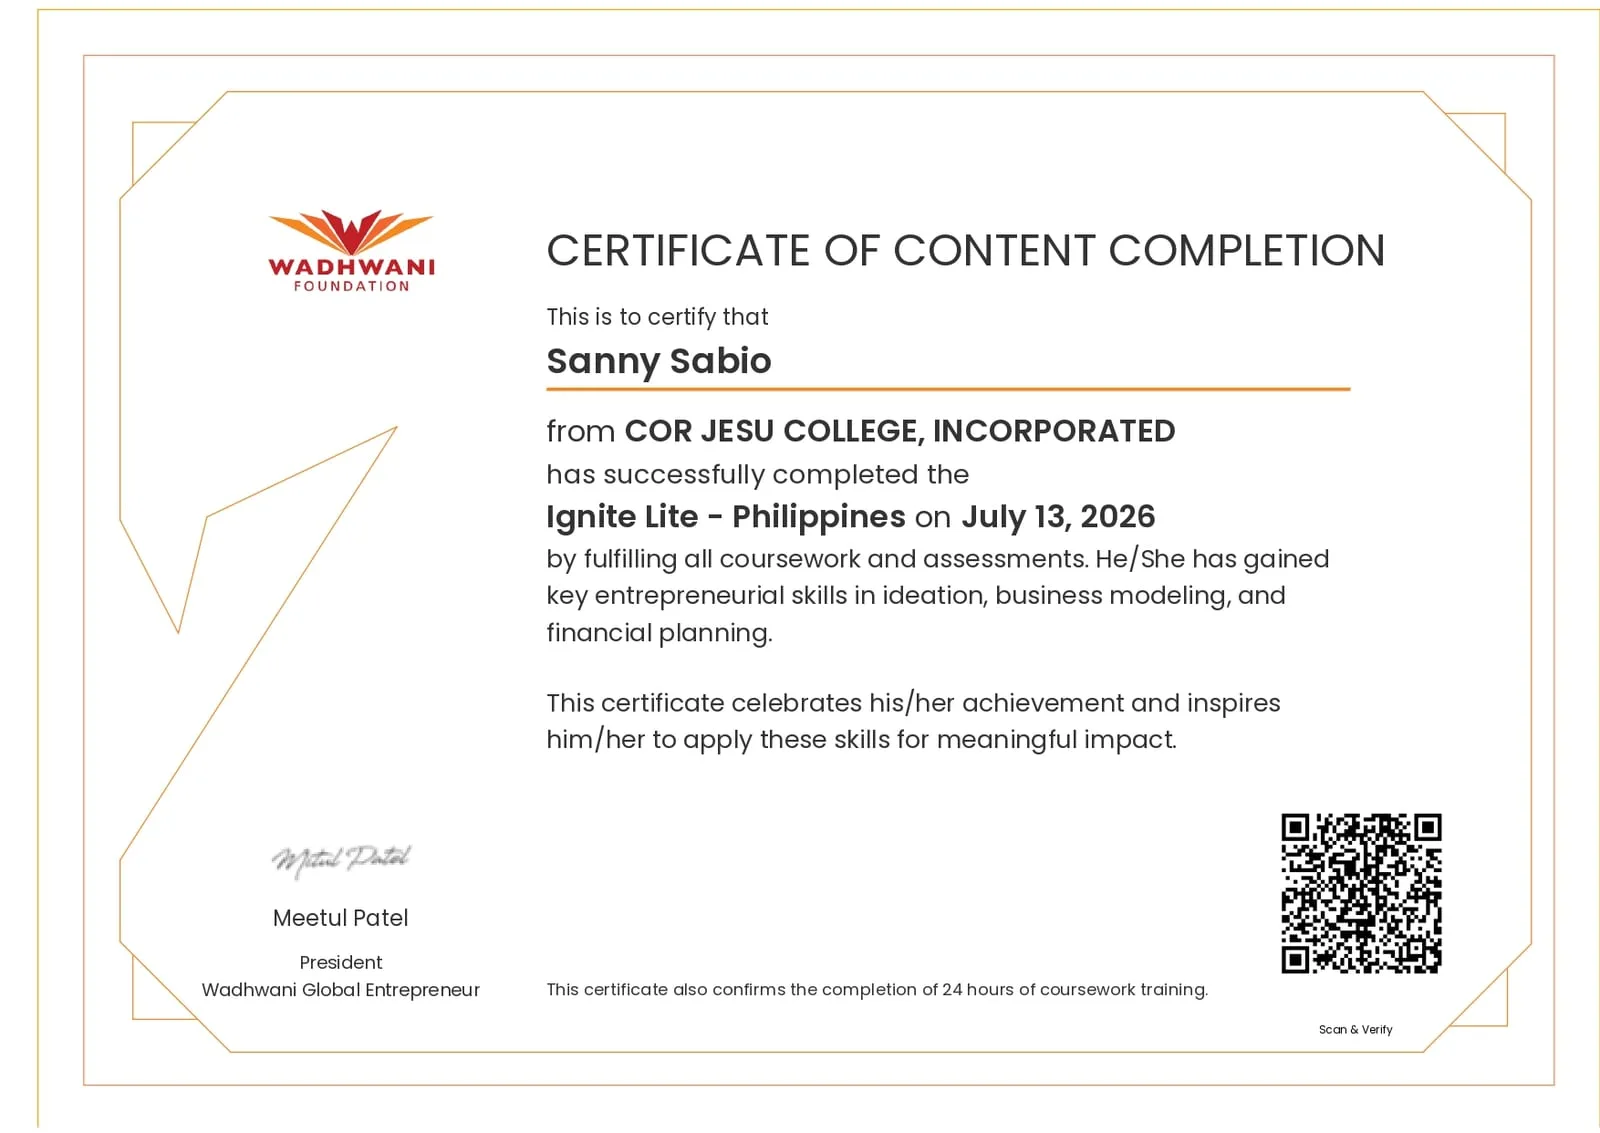 WADHWANI
FOUNDATION
CERTIFICATE OF CONTENT COMPLETION
This is to certify that
Sanny Sabio
from COR JESU COLLEGE, INCORPORATED
has successfully completed the
Ignite Lite - Philippines on July 13, 2026
by fulfilling all coursework and assessments. He/She has gained
key entrepreneurial skills in ideation, business modeling, and
financial planning.
This certificate celebrates his/her achievement and inspires
him/her to apply these skills for meaningful impact.
Mitul Patel
Meetul Patel
President
Wadhwani Global Entrepreneur
This certificate also confirms the completion of 24 hours of coursework training.
Scan & Verify